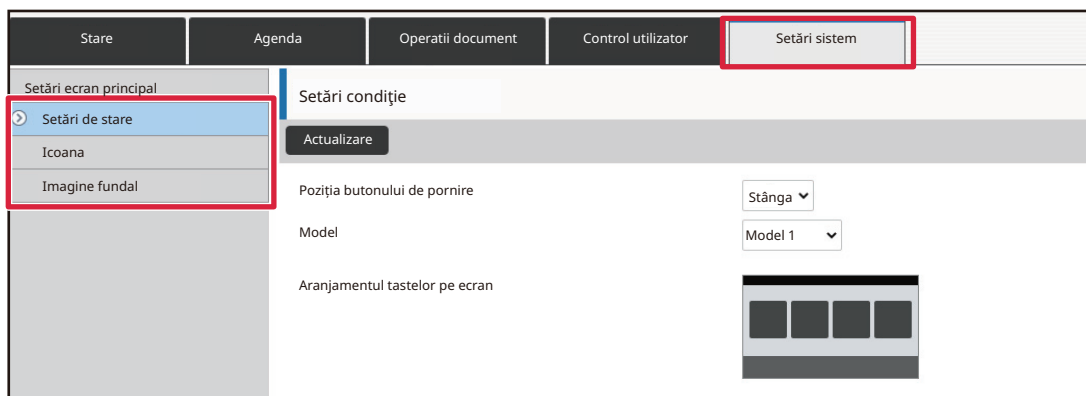 Stare
Agenda
Operatii document
Control utilizator
Setări sistem
Setări ecran principal
Setări de stare
Icoana
Imagine fundal
Setări condiţie
Actualizare
Poziția butonului de pornire
Stânga
Model
Model 1
Aranjamentul tastelor pe ecran